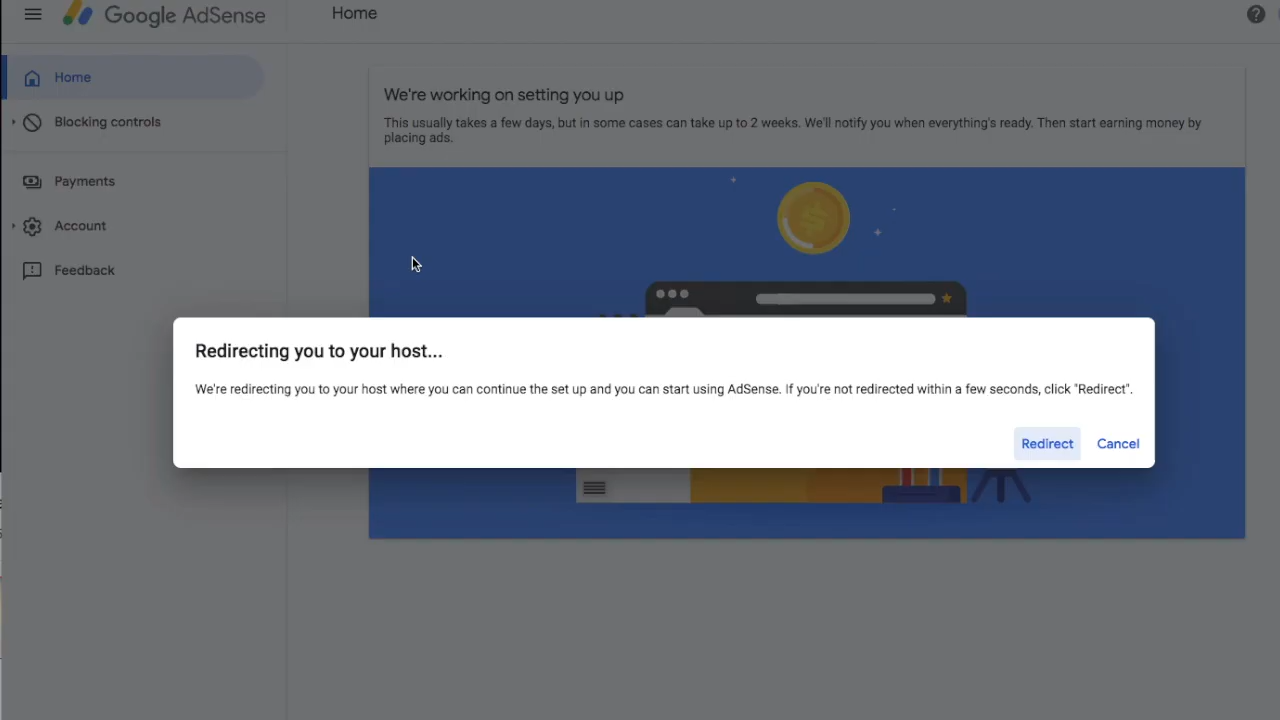 Google AdSense
Home
Home
Blocking controls
Payments
Account
Feedback
We're working on setting you up
This usually takes a few days, but in some cases can take up to 2 weeks. We'll notify you when everything's ready. Then start earning money by
placing ads.
$
Redirecting you to your host...
We're redirecting you to your host where you can continue the set up and you can start using AdSense. If you're not redirected within a few seconds, click "Redirect".
Redirect
Cancel